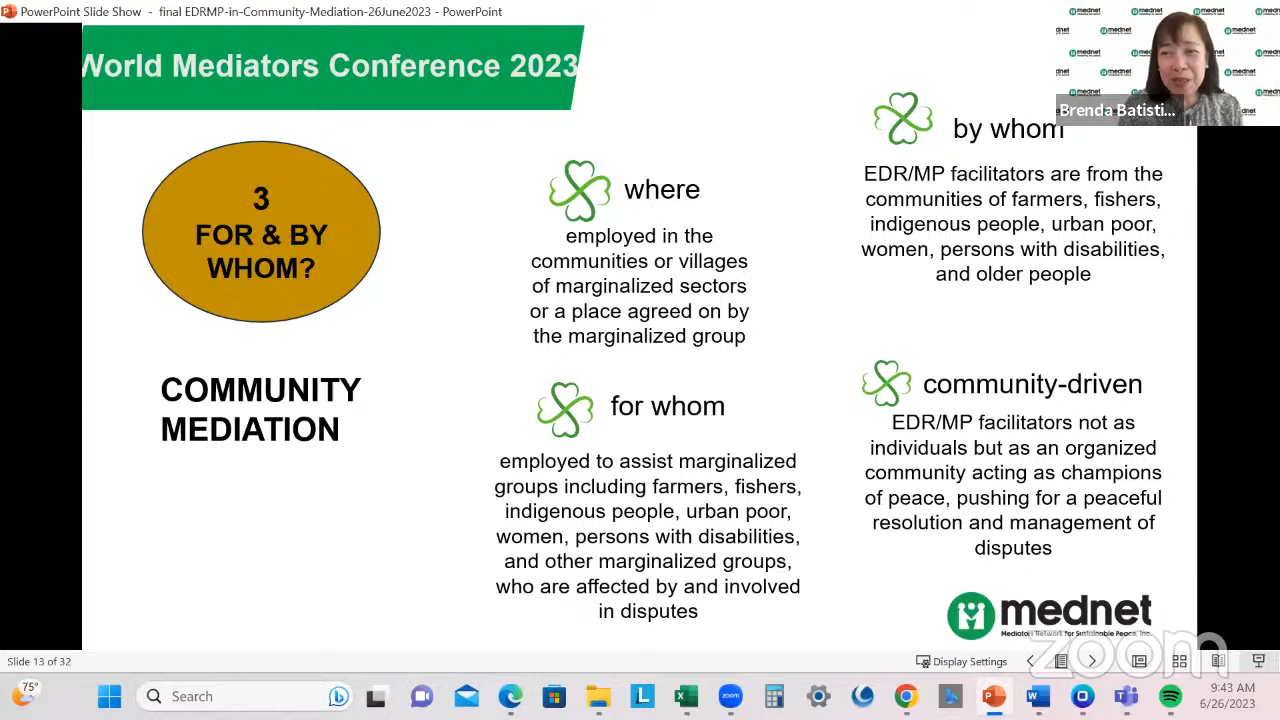 PowerPoint Slide Show - final EDRMP-in-Community-Mediation-26June2023 - PowerPoint
World Mediators Conference 2023
mednet
Brenda Batisti...
3
FOR & BY
WHOM?
COMMUNITY
MEDIATION
where
employed in the
communities or villages
of marginalized sectors
or a place agreed on by
the marginalized group
for whom
employed to assist marginalized
groups including farmers, fishers,
indigenous people, urban poor,
women, persons with disabilities,
and other marginalized groups,
who are affected by and involved
in disputes
by whom
EDR/MP facilitators are from the
communities of farmers, fishers,
indigenous people, urban poor,
women, persons with disabilities,
and older people
community-driven
EDR/MP facilitators not as
individuals but as an organized
community acting as champions
of peace, pushing for a peaceful
resolution and management of
disputes
mednet
Mediators Network for Sustainable Peace, Inc.
zoom
Slide 13 of 32
Display Settings
75°
Search
zoom
9:43 AM
6/26/2023